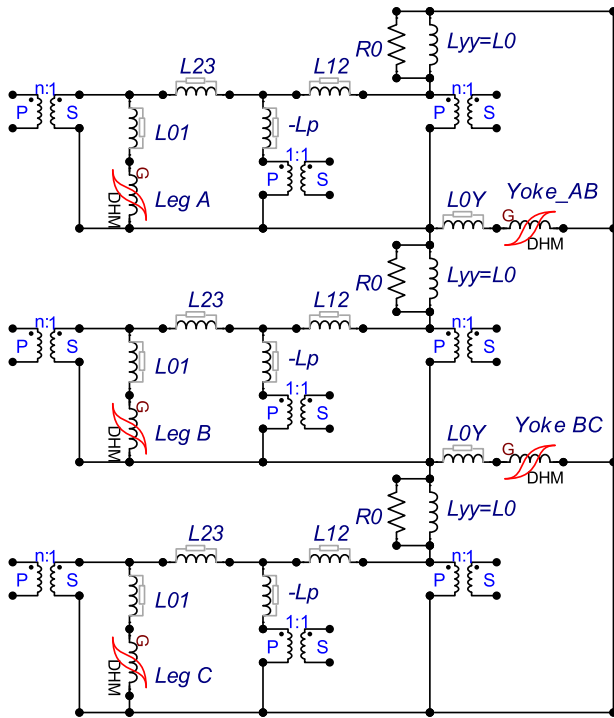 R0 Lyy=L0
L23 L12
n:1 n:1
P S P S
L01 -Lp
1:1
P S
G
DHM
Leg A
L0Y Yoke_AB
G
DHM
R0 Lyy=L0
L23 L12
n:1 n:1
P S P S
L01 -Lp
1:1
P S
G
DHM
Leg B
L0Y Yoke BC
G
DHM
R0 Lyy=L0
L23 L12
n:1 n:1
P S P S
L01 -Lp
1:1
P S
G
DHM
Leg C